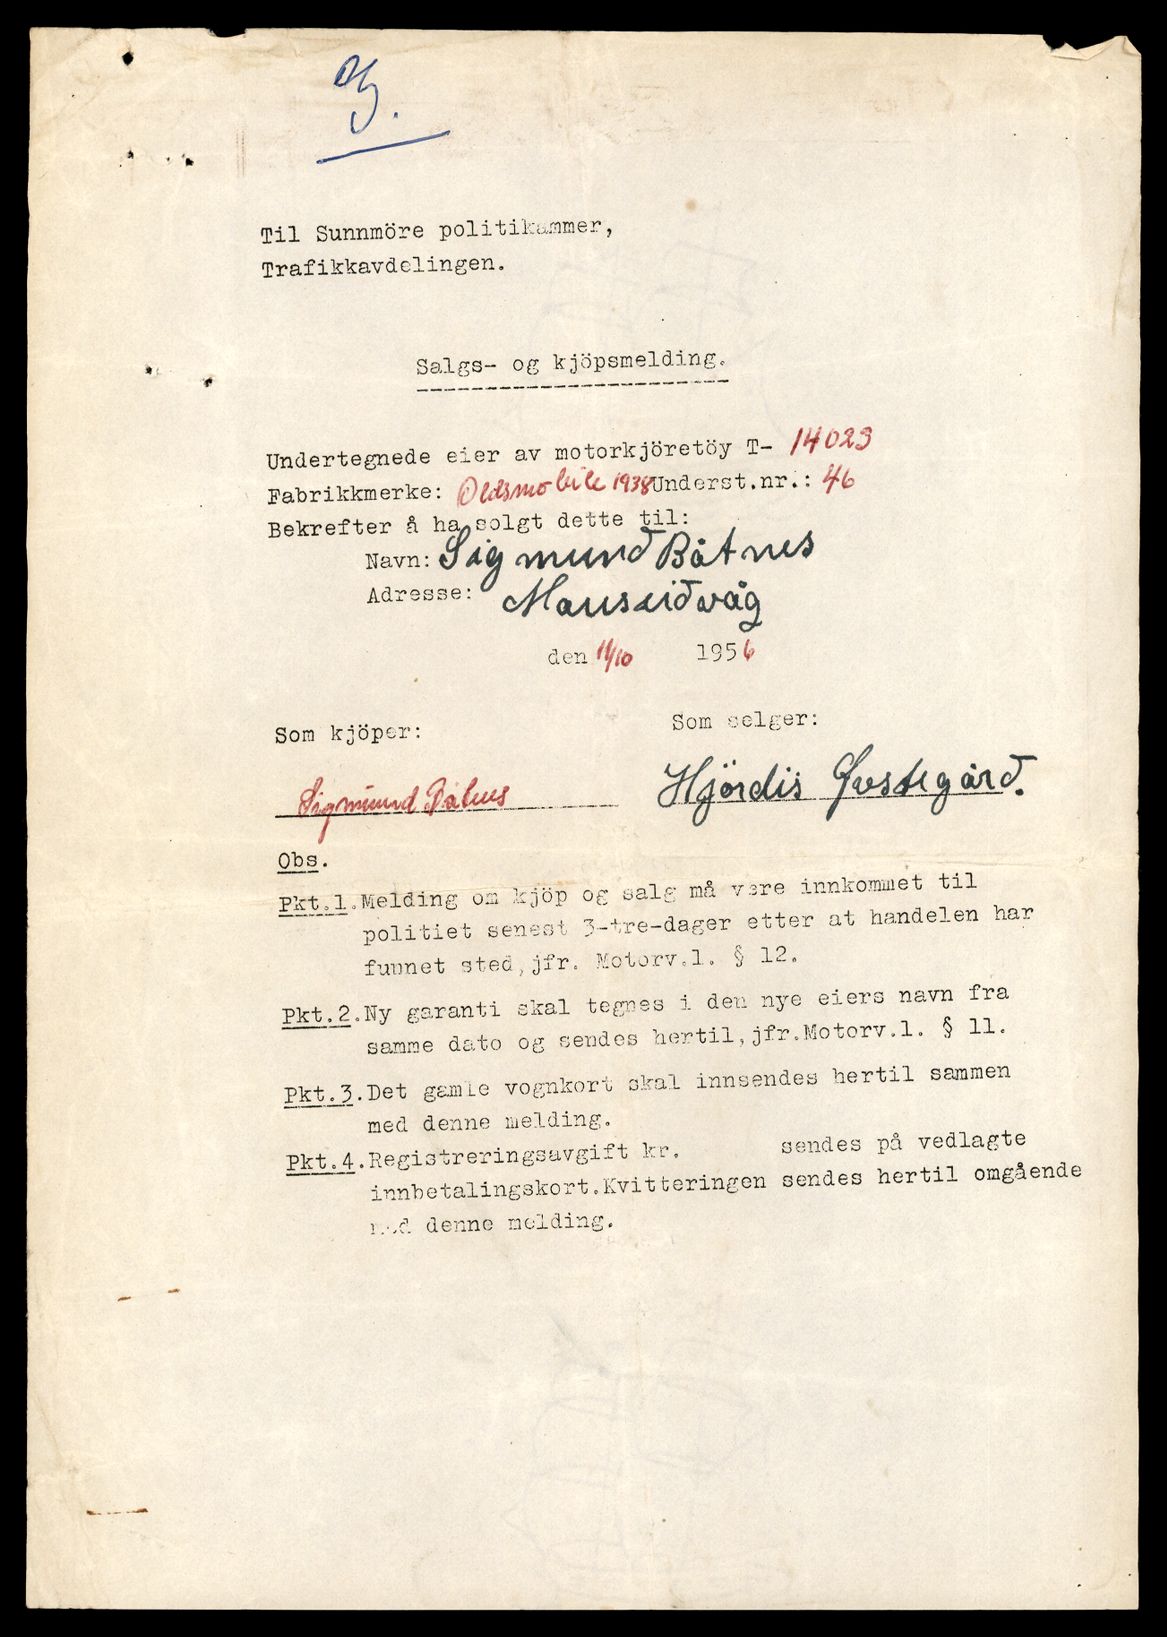 Til Sunnmöre politikammer,
Trafikkavdelingen.
Salgs- og kjöpsmelding.
Undertegnede eier av motorkjöretöy T- 14023
Fabrikkmerke: Oldsmobile 1938 Underst.nr.: 46
Bekrefter å ha solgt dette til:
Navn: Sigmund Båtnes
Adresse: Mauseidvåg
den 11/10 1956
Som kjöper: Som selger:
Sigmund Båtnes Hjördis Øvstegård.
Obs.
Pkt.1.Melding om kjöp og salg må være innkommet til
politiet senest 3-tre-dager etter at handelen har
funnet sted, jfr. Motorv.l. § 12.
Pkt.2.Ny garanti skal tegnes i den nye eiers navn fra
samme dato og sendes hertil, jfr.Motorv.l. § 11.
Pkt.3.Det gamle vognkort skal innsendes hertil sammen
med denne melding.
Pkt.4.Registreringsavgift kr. sendes på vedlagte
innbetalingskort.Kvitteringen sendes hertil omgående
med denne melding.